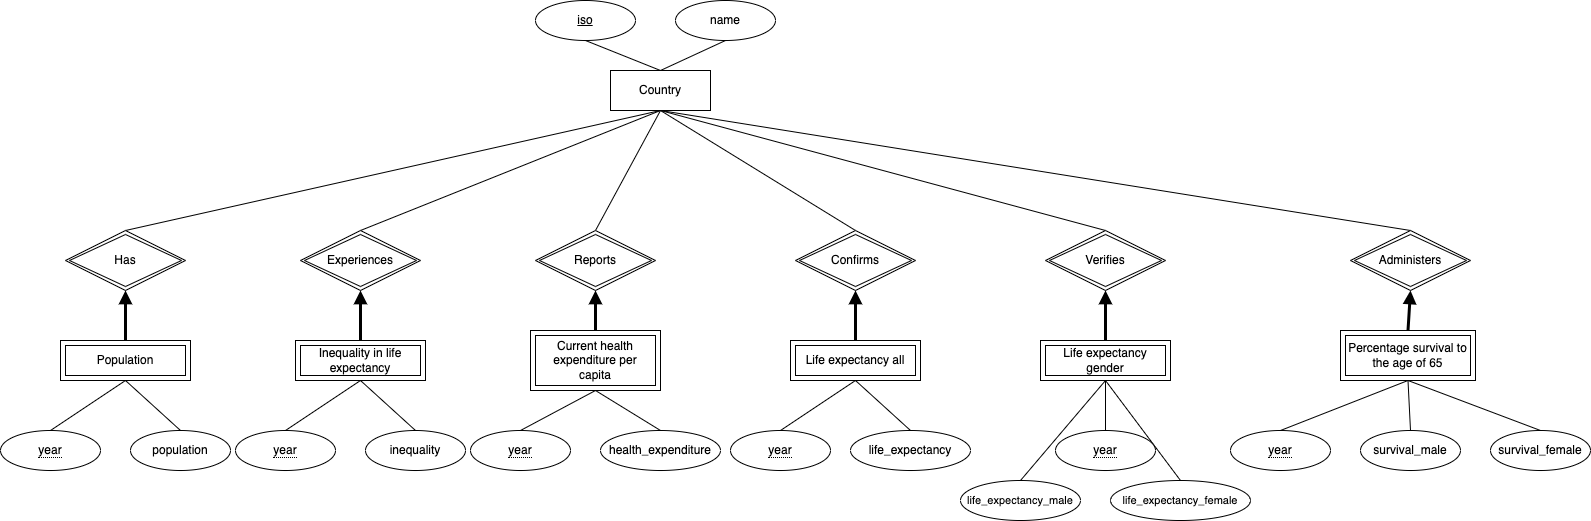 iso
name
Country
Has
Experiences
Reports
Confirms
Verifies
Administers
Population
Inequality in life
expectancy
Current health
expenditure per
capita
Life expectancy all
Life expectancy
gender
Percentage survival to
the age of 65
year
population
year
inequality
year
health_expenditure
year
life_expectancy
year
life_expectancy_male
life_expectancy_female
year
survival_male
survival_female